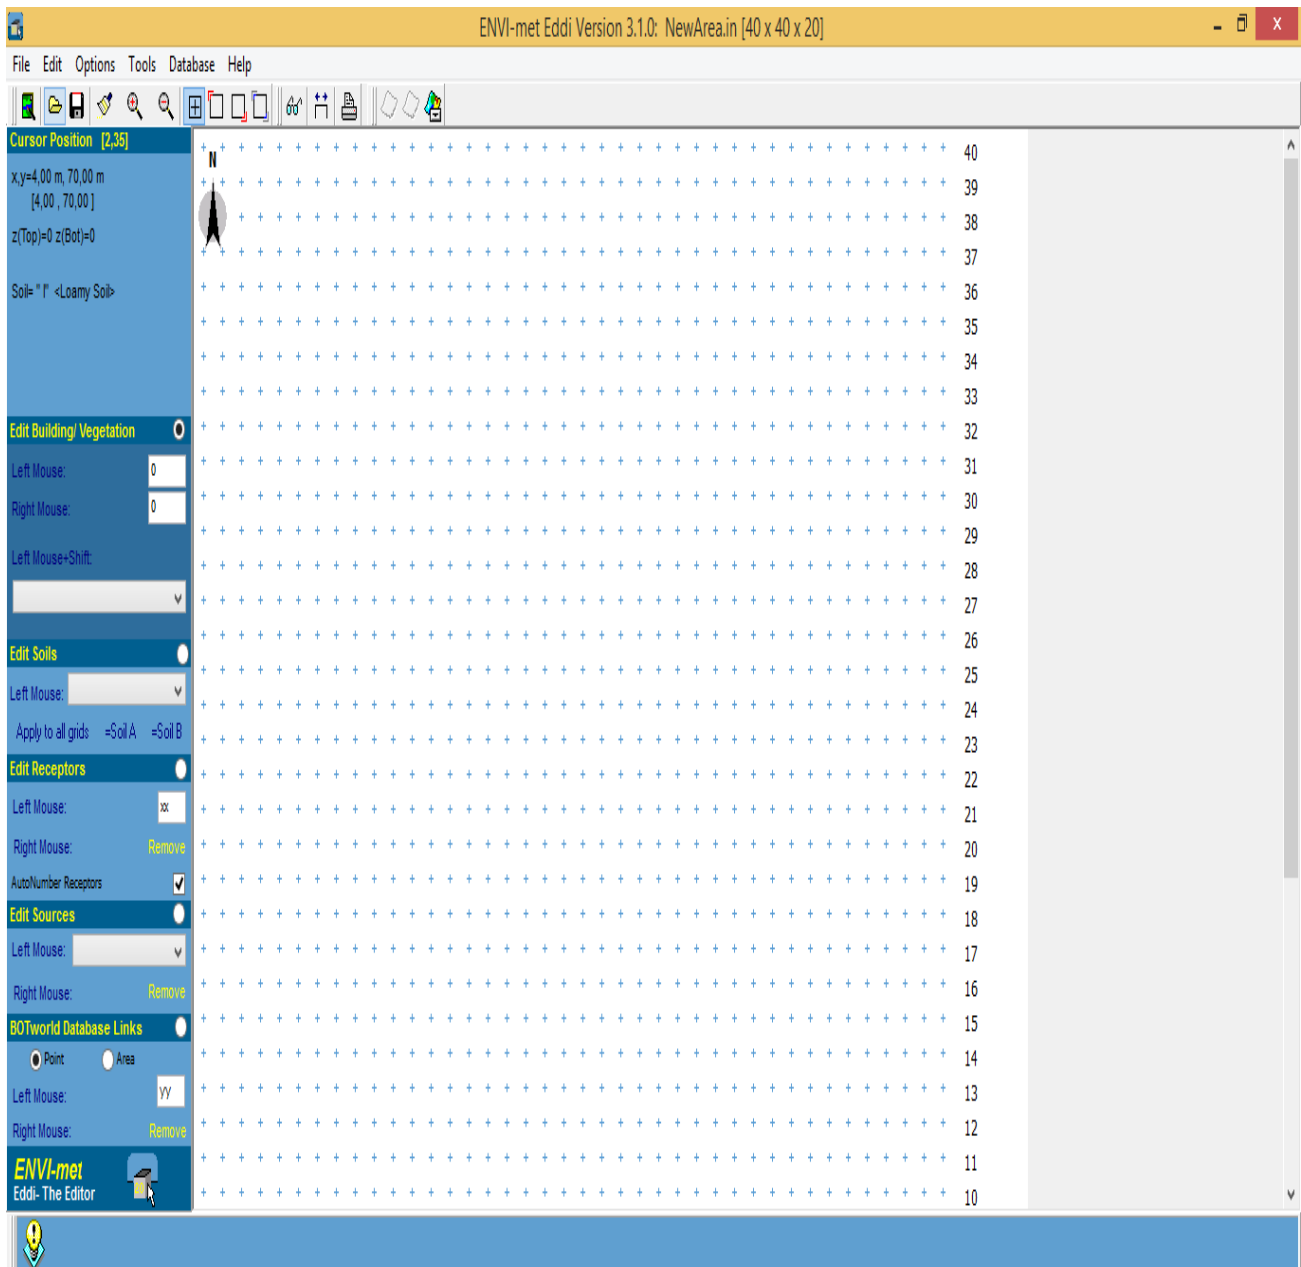 ENVI-met Eddi Version 3.1.0: NewArea.in [40 x 40 x 20]
File Edit Options Tools Database Help
Cursor Position [2,35]
x,y=4,00 m, 70,00 m
[4,00 , 70,00 ]
z(Top)=0 z(Bot)=0
Soil= " l" <Loamy Soil>
Edit Building/ Vegetation
Left Mouse: 0
Right Mouse: 0
Left Mouse+Shift:
Edit Soils
Left Mouse:
Apply to all grids =Soil A =Soil B
Edit Receptors
Left Mouse: xx
Right Mouse: Remove
AutoNumber Receptors
Edit Sources
Left Mouse:
Right Mouse: Remove
BOTworld Database Links
Point Area
Left Mouse: yy
Right Mouse: Remove
ENVI-met
Eddi- The Editor
N
40
39
38
37
36
35
34
33
32
31
30
29
28
27
26
25
24
23
22
21
20
19
18
17
16
15
14
13
12
11
10